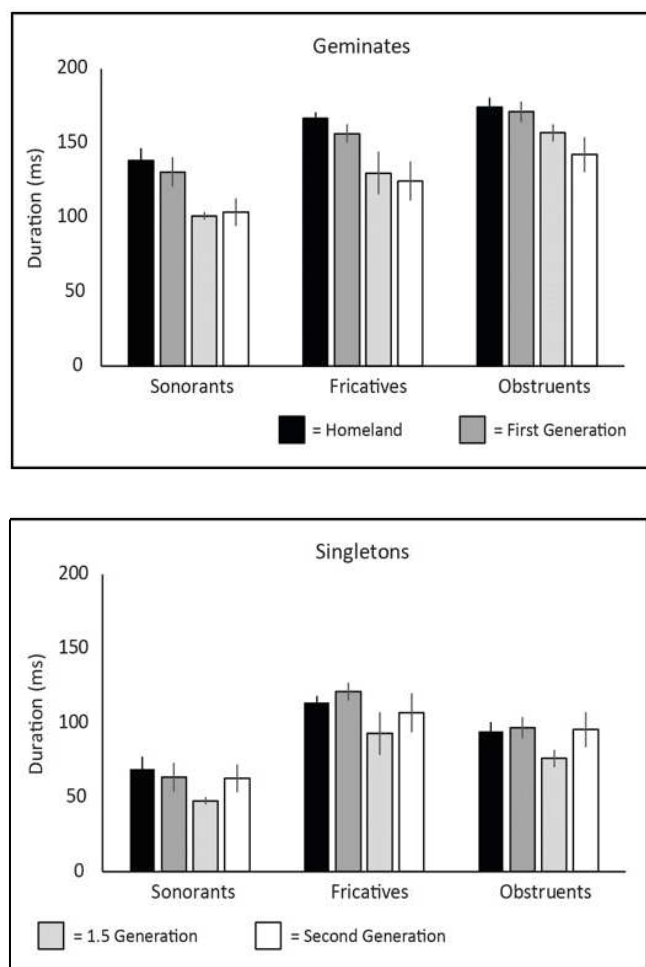 Geminates
200
150
100
50
0
Duration (ms)
Sonorants Fricatives Obstruents
= Homeland = First Generation
Singletons
200
150
100
50
0
Duration (ms)
Sonorants Fricatives Obstruents
= 1.5 Generation = Second Generation